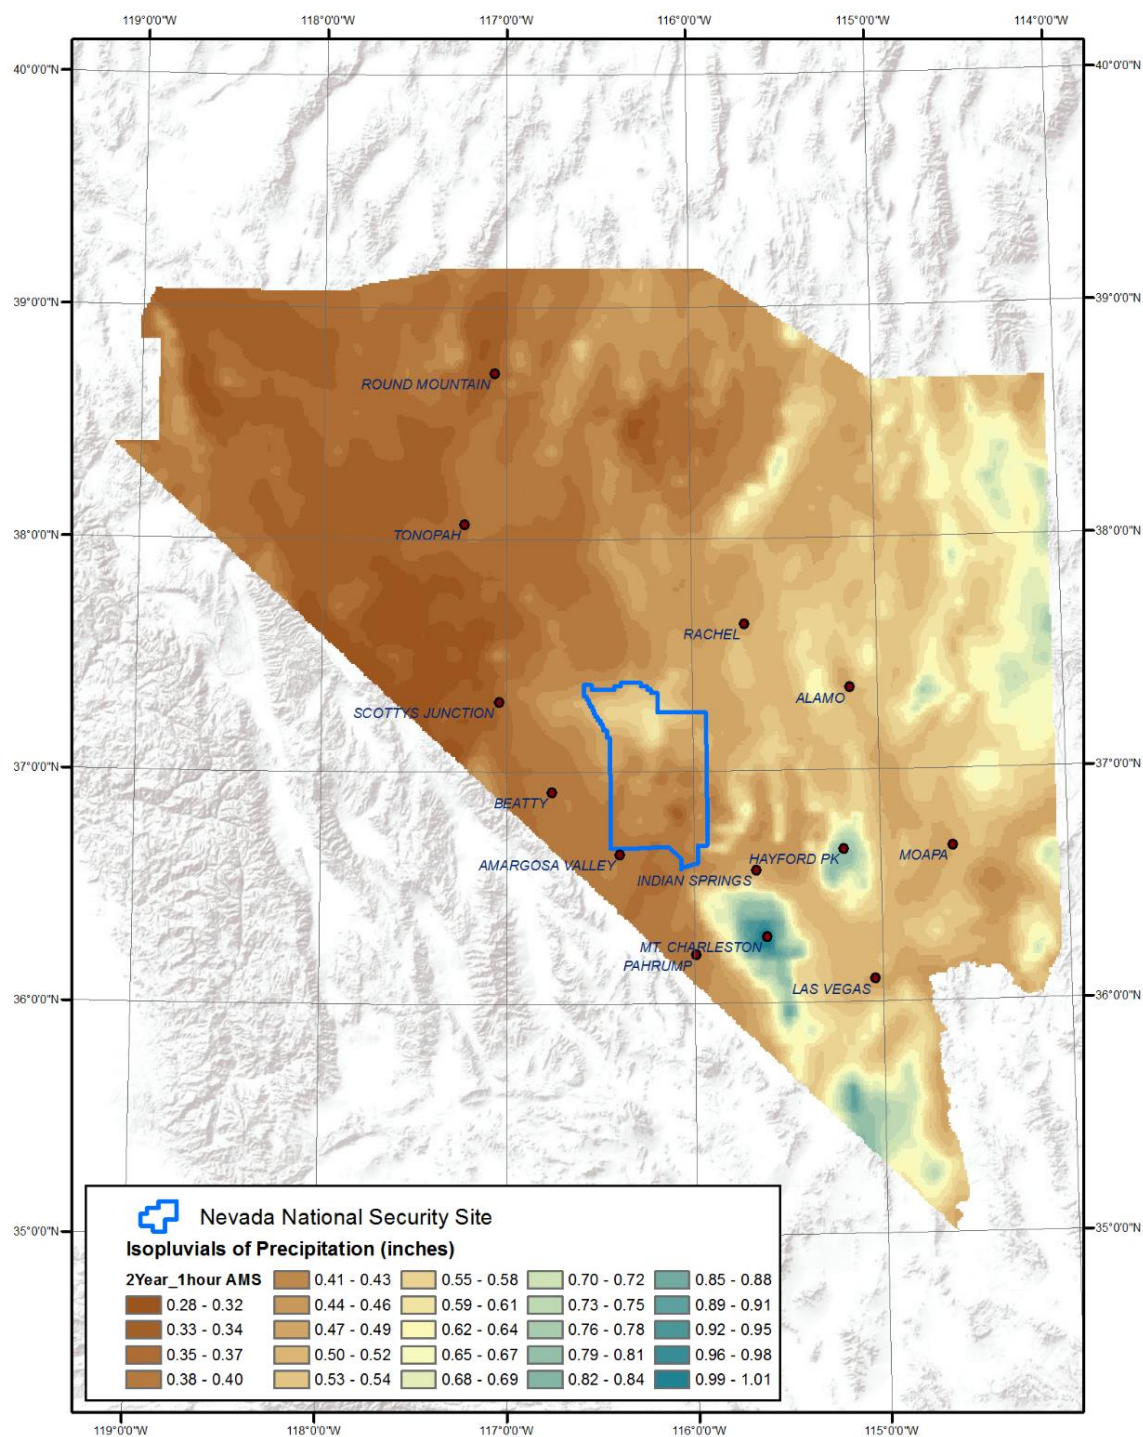 119°0'0"W 118°0'0"W 117°0'0"W 116°0'0"W 115°0'0"W 114°0'0"W
40°0'0"N 40°0'0"N
39°0'0"N 39°0'0"N
ROUND MOUNTAIN
38°0'0"N 38°0'0"N
TONOPAH
RACHEL
ALAMO
SCOTTYS JUNCTION
37°0'0"N 37°0'0"N
BEATTY
HAYFORD PK
MOAPA
AMARGOSA VALLEY
INDIAN SPRINGS
MT. CHARLESTON
PAHRUMP
LAS VEGAS
36°0'0"N 36°0'0"N
35°0'0"N 35°0'0"N
Nevada National Security Site
Isopluvials of Precipitation (inches)
2Year_1hour AMS 0.41 - 0.43 0.55 - 0.58 0.70 - 0.72 0.85 - 0.88
0.28 - 0.32 0.44 - 0.46 0.59 - 0.61 0.73 - 0.75 0.89 - 0.91
0.33 - 0.34 0.47 - 0.49 0.62 - 0.64 0.76 - 0.78 0.92 - 0.95
0.35 - 0.37 0.50 - 0.52 0.65 - 0.67 0.79 - 0.81 0.96 - 0.98
0.38 - 0.40 0.53 - 0.54 0.68 - 0.69 0.82 - 0.84 0.99 - 1.01
119°0'0"W 118°0'0"W 117°0'0"W 116°0'0"W 115°0'0"W